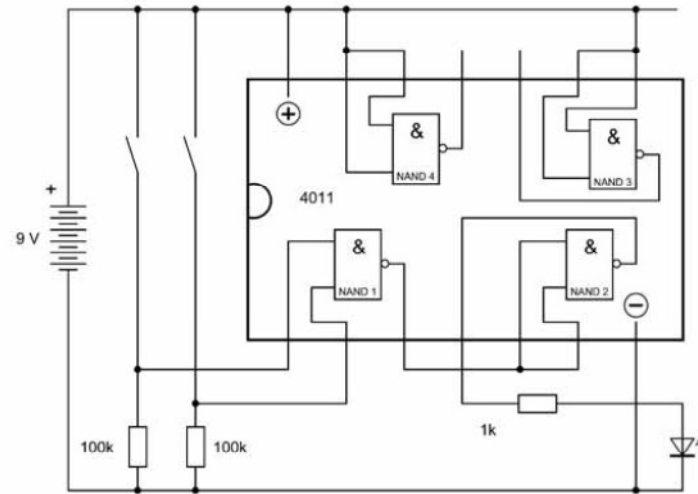 +
&
NAND 4
&
NAND 3
+
4011
9 V
&
NAND 1
&
NAND 2
−
100k
100k
1k